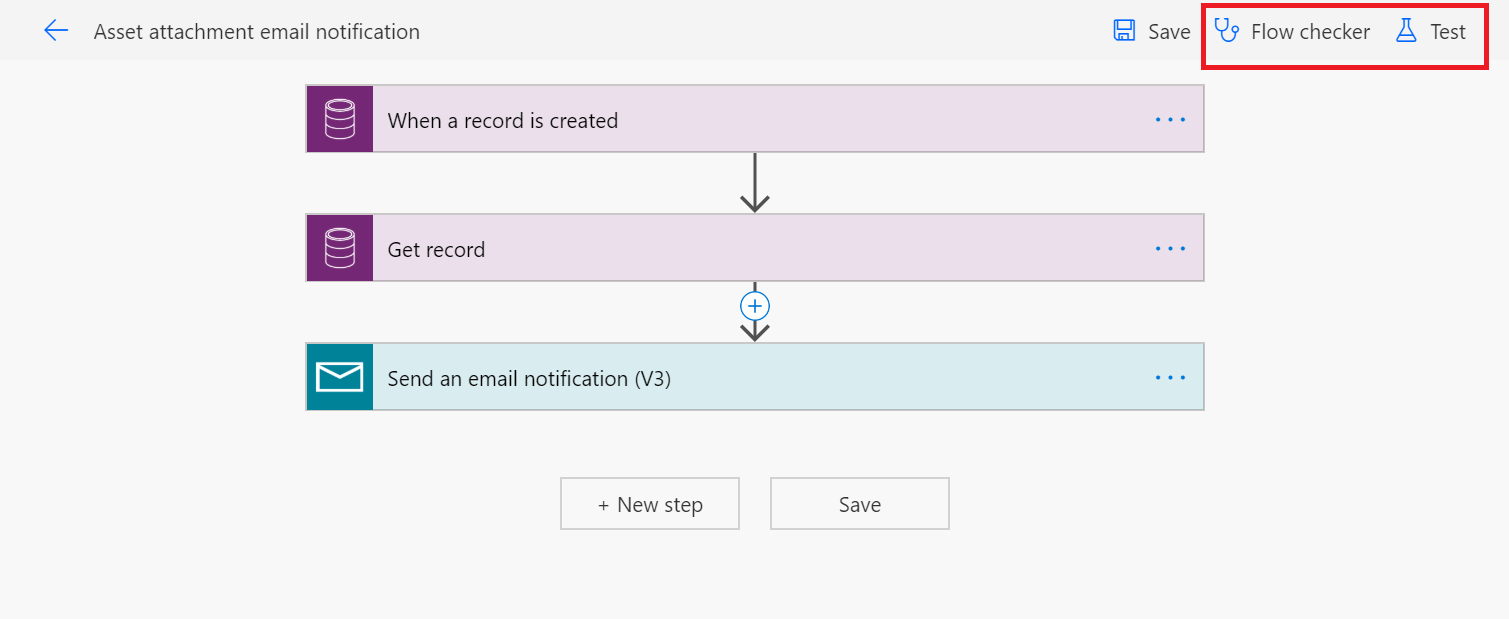 Asset attachment email notification
Save
Flow checker
Test
When a record is created
Get record
Send an email notification (V3)
+ New step
Save